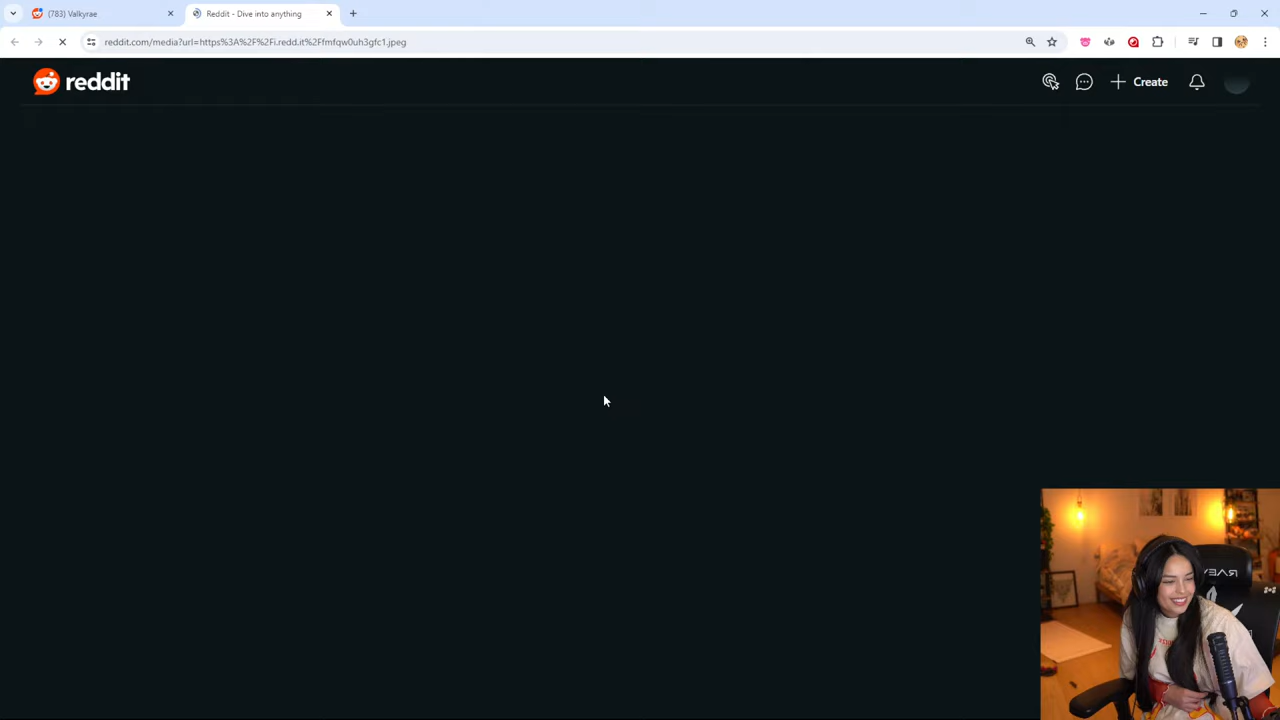 (783) Valkyrae
Reddit - Dive into anything
reddit.com/media?url=https%3A%2F%2Fi.redd.it%2Ffmfqw0uh3gfc1.jpeg
reddit
Create